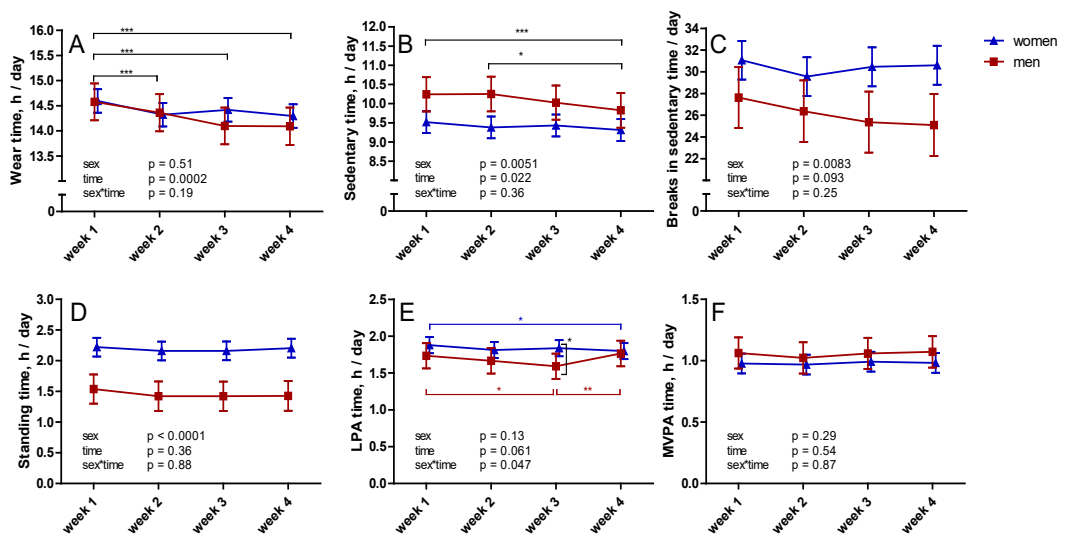 A
Wear time, h / day
16.0
15.5
15.0
14.5
14.0
13.5
0
***
***
***
sex p = 0.51
time p = 0.0002
sex*time p = 0.19
week 1 week 2 week 3 week 4
B
Sedentary time, h / day
12.0
11.5
11.0
10.5
10.0
9.5
9.0
8.5
0
***
*
sex p = 0.0051
time p = 0.022
sex*time p = 0.36
week 1 week 2 week 3 week 4
C
Breaks in sedentary time / day
34
32
30
28
26
24
22
0
sex p = 0.0083
time p = 0.093
sex*time p = 0.25
week 1 week 2 week 3 week 4
women
men
D
Standing time, h / day
3.0
2.5
2.0
1.5
1.0
0.5
0.0
sex p < 0.0001
time p = 0.36
sex*time p = 0.88
week 1 week 2 week 3 week 4
E
LPA time, h / day
2.5
2.0
1.5
1.0
0.5
0.0
*
*
*
**
sex p = 0.13
time p = 0.061
sex*time p = 0.047
week 1 week 2 week 3 week 4
F
MVPA time, h / day
1.5
1.0
0.5
0.0
sex p = 0.29
time p = 0.54
sex*time p = 0.87
week 1 week 2 week 3 week 4